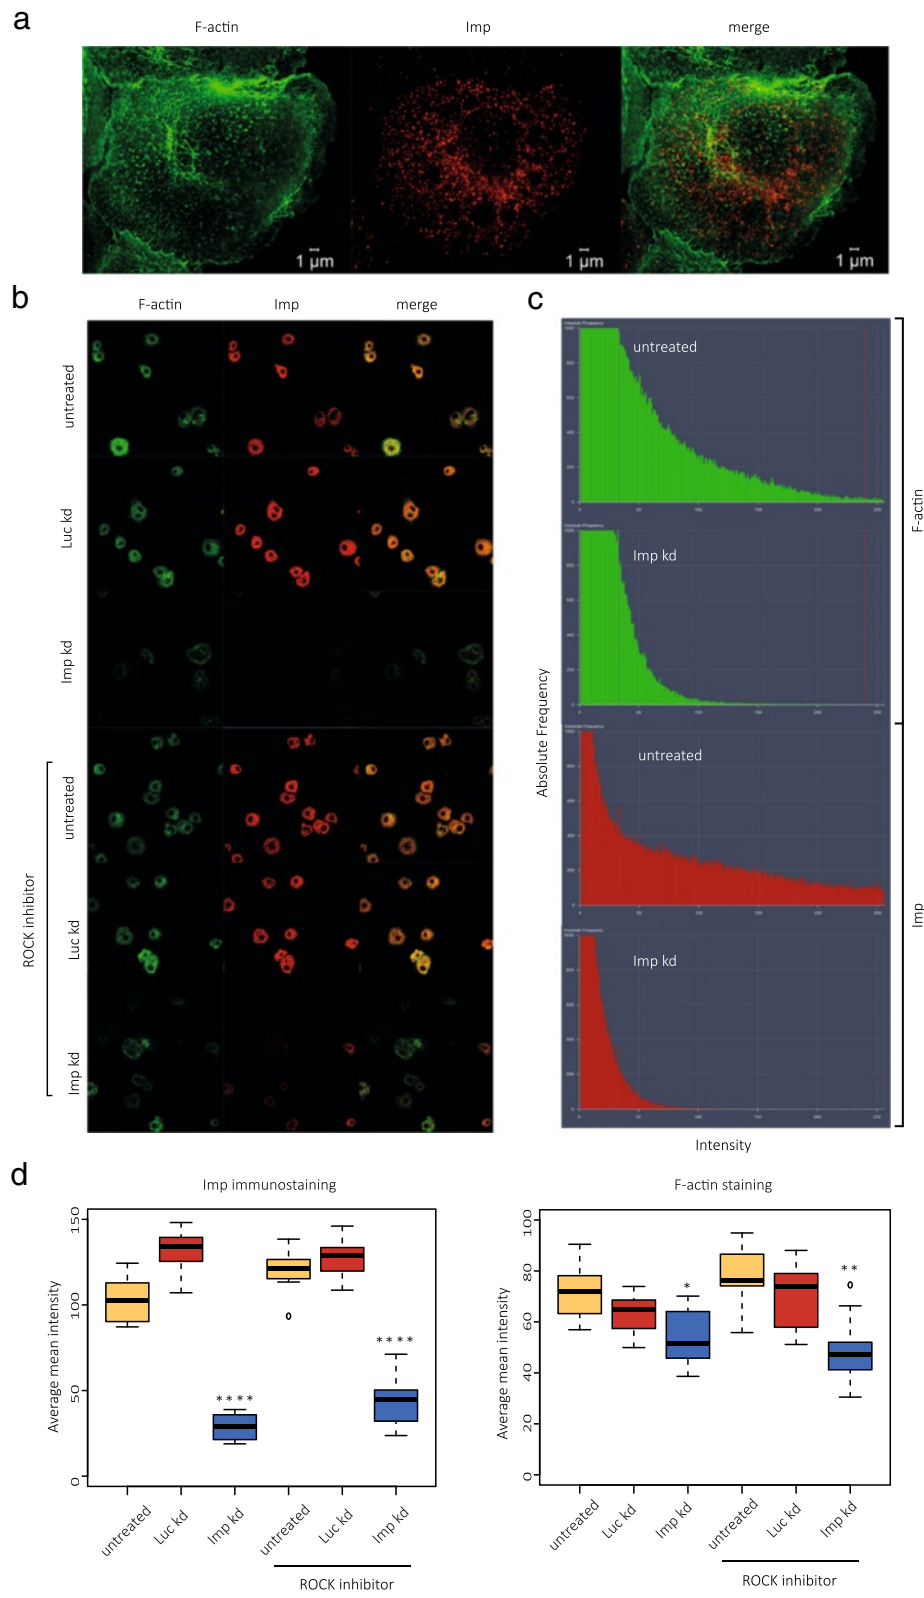 a
F-actin Imp merge
1 µm 1 µm 1 µm
b
F-actin Imp merge
untreated
Luc kd
Imp kd
ROCK inhibitor
untreated
Luc kd
Imp kd
c
untreated
Imp kd
F-actin
untreated
Imp kd
Imp
Absolute Frequency
Intensity
d
Imp immunostaining
Average mean intensity
150
100
50
0
****
****
untreated Luc kd Imp kd untreated Luc kd Imp kd
ROCK inhibitor
F-actin staining
Average mean intensity
100
80
60
40
20
0
*
**
untreated Luc kd Imp kd untreated Luc kd Imp kd
ROCK inhibitor